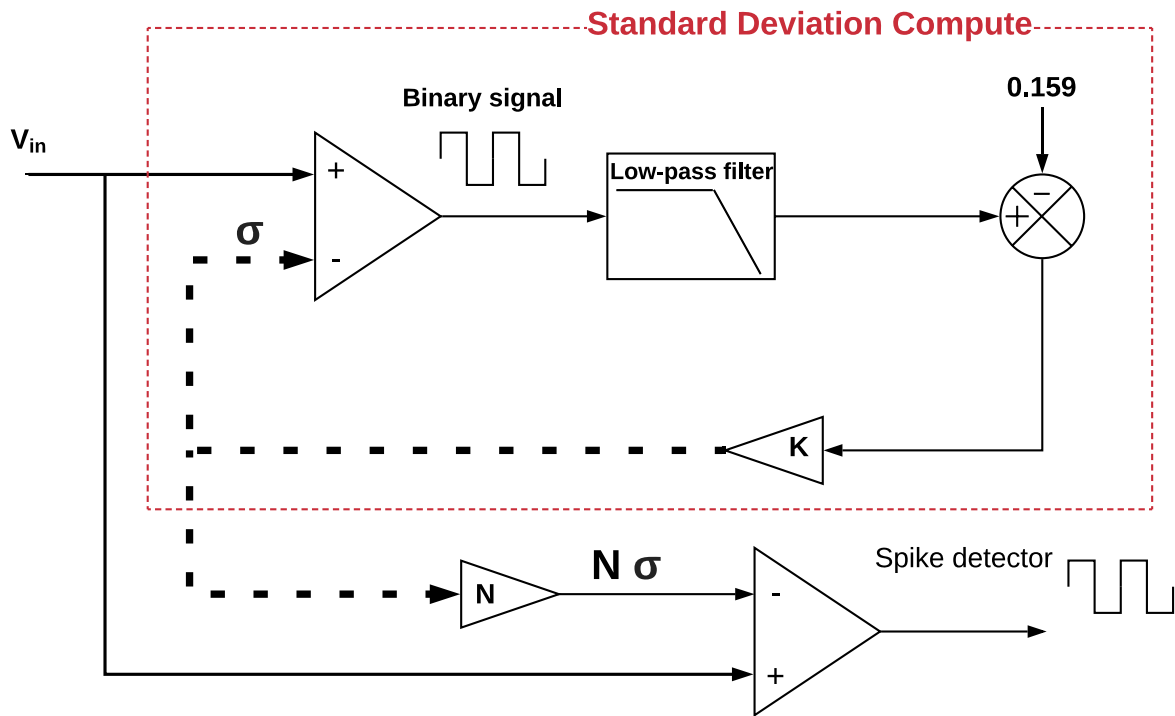 Standard Deviation Compute
0.159
Binary signal
Vin
+
Low-pass filter
−
+
σ
-
K
N σ
Spike detector
N
-
+